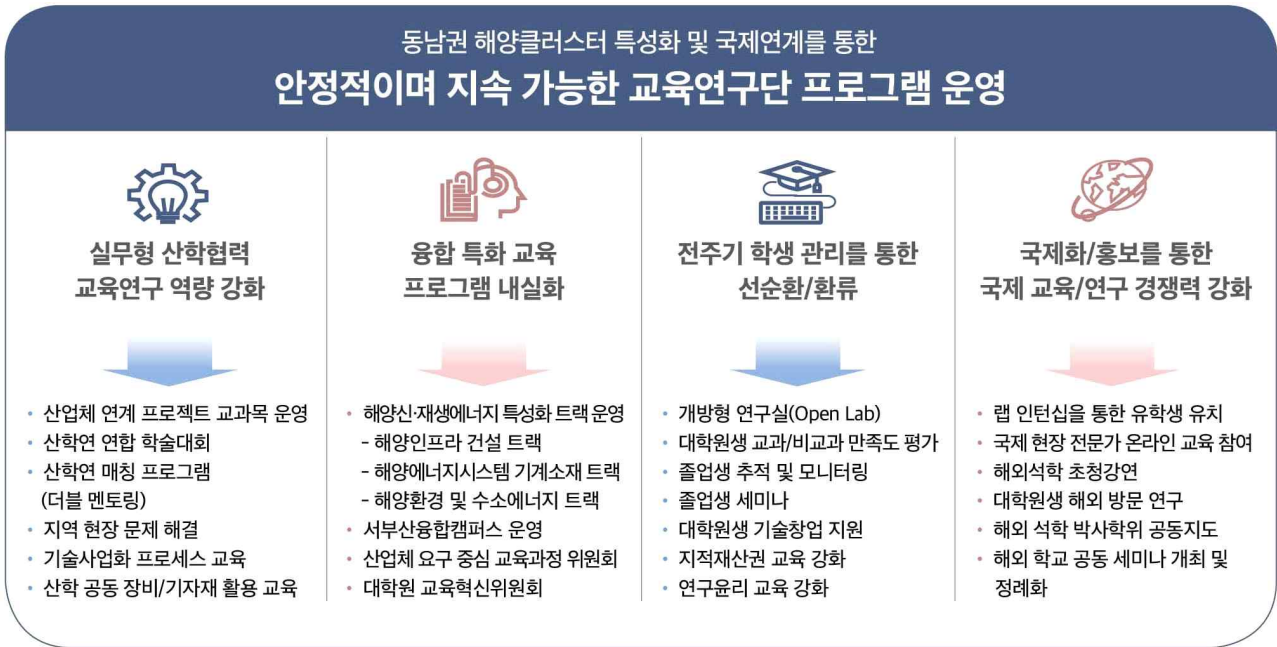 동남권 해양클러스터 특성화 및 국제연계를 통한
안정적이며 지속 가능한 교육연구단 프로그램 운영
실무형 산학협력
교육연구 역량 강화
• 산업체 연계 프로젝트 교과목 운영
• 산학연 연합 학술대회
• 산학연 매칭 프로그램
(더블 멘토링)
• 지역 현장 문제 해결
• 기술사업화 프로세스 교육
• 산학 공동 장비/기자재 활용 교육
융합 특화 교육
프로그램 내실화
• 해양신·재생에너지 특성화 트랙 운영
- 해양인프라 건설 트랙
- 해양에너지시스템 기계소재 트랙
- 해양환경 및 수소에너지 트랙
• 서부산융합캠퍼스 운영
• 산업체 요구 중심 교육과정 위원회
• 대학원 교육혁신위원회
전주기 학생 관리를 통한
선순환/환류
• 개방형 연구실(Open Lab)
• 대학원생 교과/비교과 만족도 평가
• 졸업생 추적 및 모니터링
• 졸업생 세미나
• 대학원생 기술창업 지원
• 지적재산권 교육 강화
• 연구윤리 교육 강화
국제화/홍보를 통한
국제 교육/연구 경쟁력 강화
• 랩 인턴십을 통한 유학생 유치
• 국제 현장 전문가 온라인 교육 참여
• 해외석학 초청강연
• 대학원생 해외 방문 연구
• 해외 석학 박사학위 공동지도
• 해외 학교 공동 세미나 개최 및
정례화